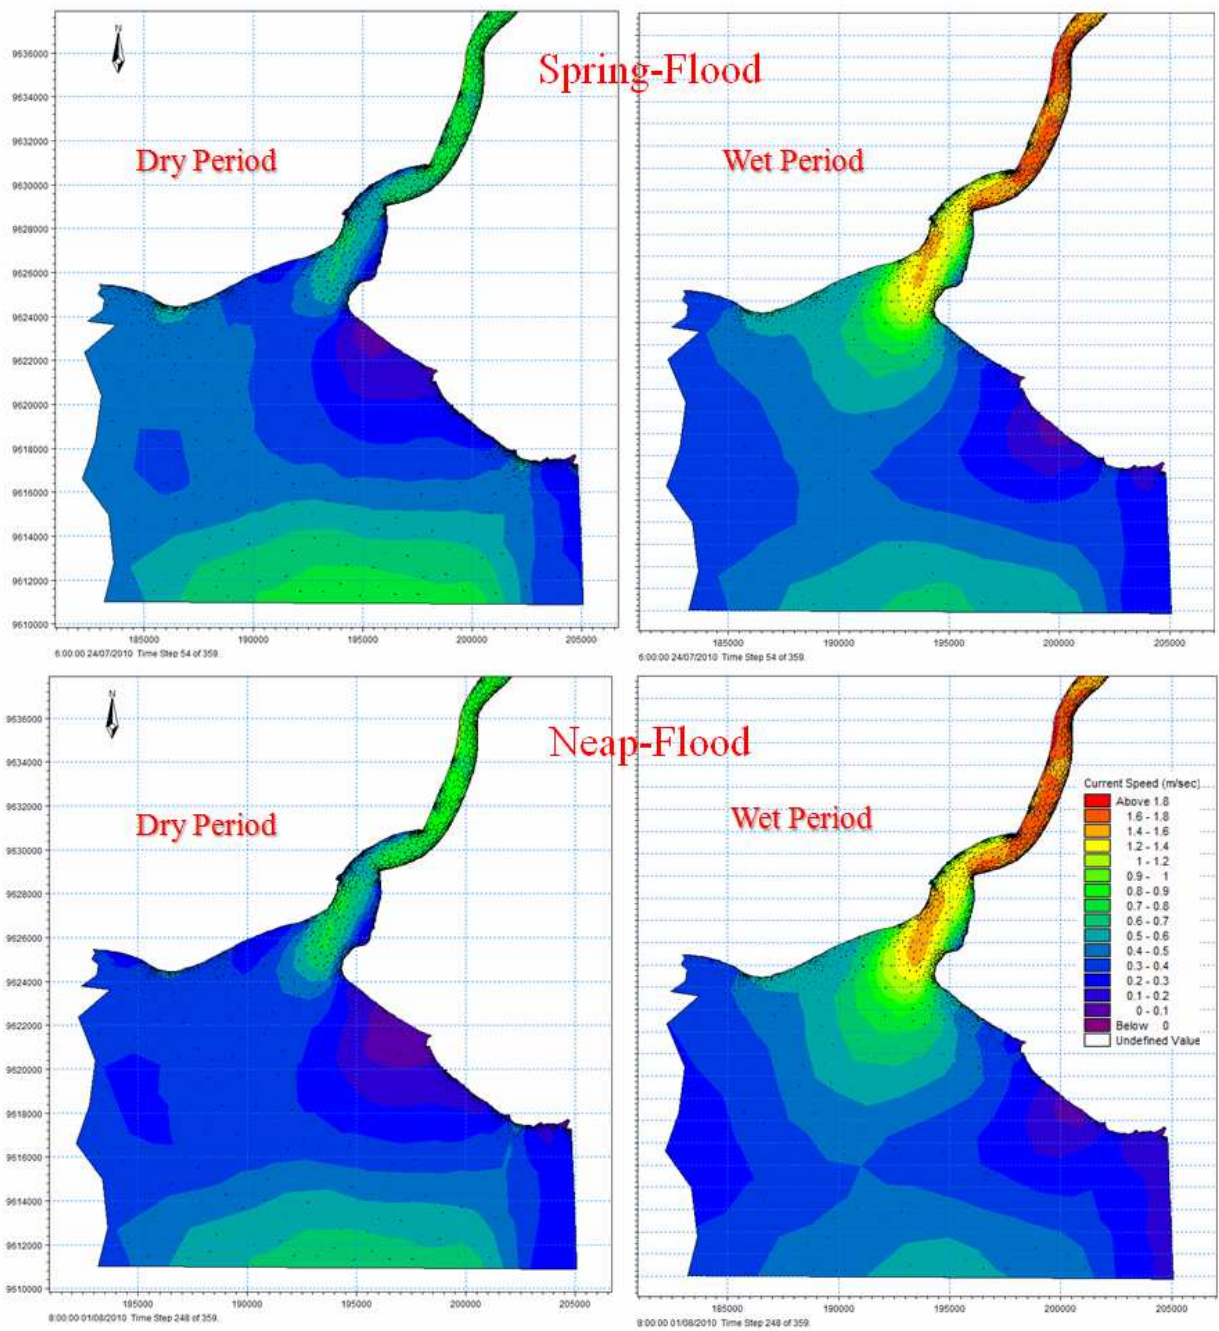 Spring-Flood
N
Dry Period
Wet Period
9636000
9634000
9632000
9630000
9628000
9626000
9624000
9622000
9620000
9618000
9616000
9614000
9612000
9610000
185000 190000 195000 200000 205000
6:00:00 24/07/2010 Time Step 54 of 359.
185000 190000 195000 200000 205000
6:00:00 24/07/2010 Time Step 54 of 359.
Neap-Flood
N
Dry Period
Wet Period
9636000
9634000
9632000
9630000
9628000
9626000
9624000
9622000
9620000
9618000
9616000
9614000
9612000
9610000
185000 190000 195000 200000 205000
8:00:00 01/08/2010 Time Step 248 of 359.
Current Speed (m/sec)
Above 1.8
1.6 - 1.8
1.4 - 1.6
1.2 - 1.4
1 - 1.2
0.9 - 1
0.8 - 0.9
0.7 - 0.8
0.6 - 0.7
0.5 - 0.6
0.4 - 0.5
0.3 - 0.4
0.2 - 0.3
0.1 - 0.2
0 - 0.1
Below 0
Undefined Value
185000 190000 195000 200000 205000
8:00:00 01/08/2010 Time Step 248 of 359.